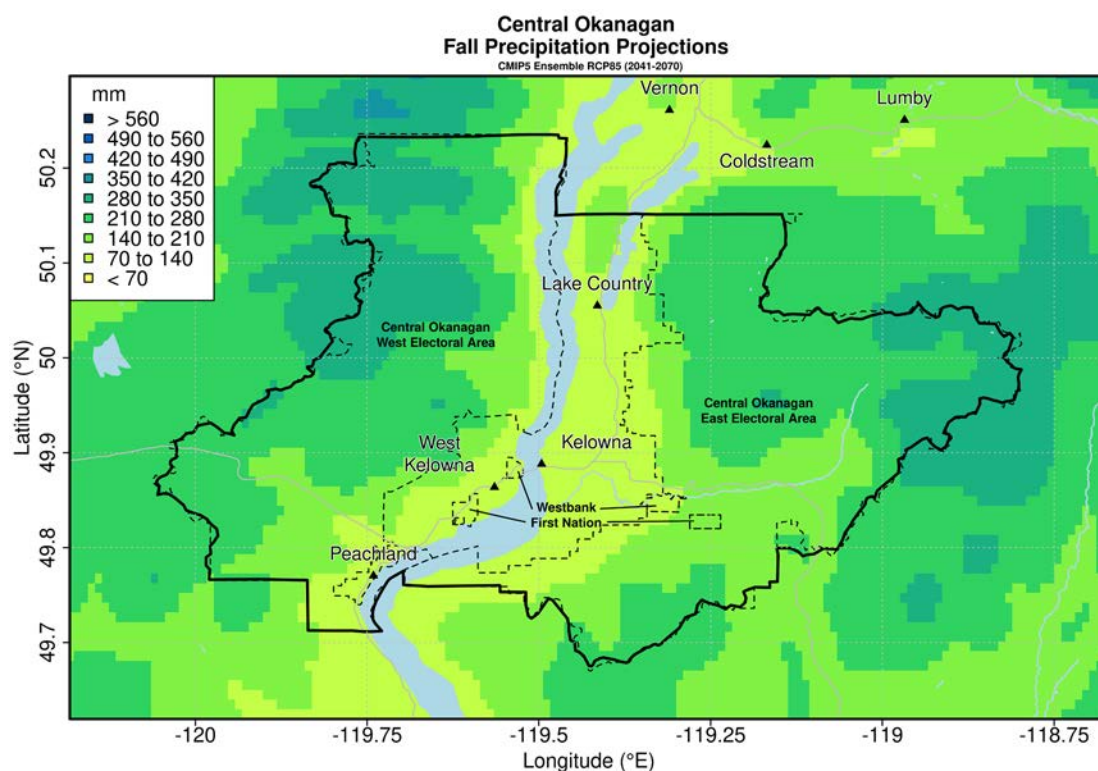 Central Okanagan
Fall Precipitation Projections
CMIP5 Ensemble RCP85 (2041-2070)
mm
> 560
490 to 560
420 to 490
350 to 420
280 to 350
210 to 280
140 to 210
70 to 140
< 70
Vernon
Lumby
Coldstream
Lake Country
Central Okanagan
West Electoral Area
Central Okanagan
East Electoral Area
West
Kelowna
Kelowna
Westbank
First Nation
Peachland
50.2
50.1
50
49.9
49.8
49.7
Latitude (°N)
-120
-119.75
-119.5
-119.25
-119
-118.75
Longitude (°E)